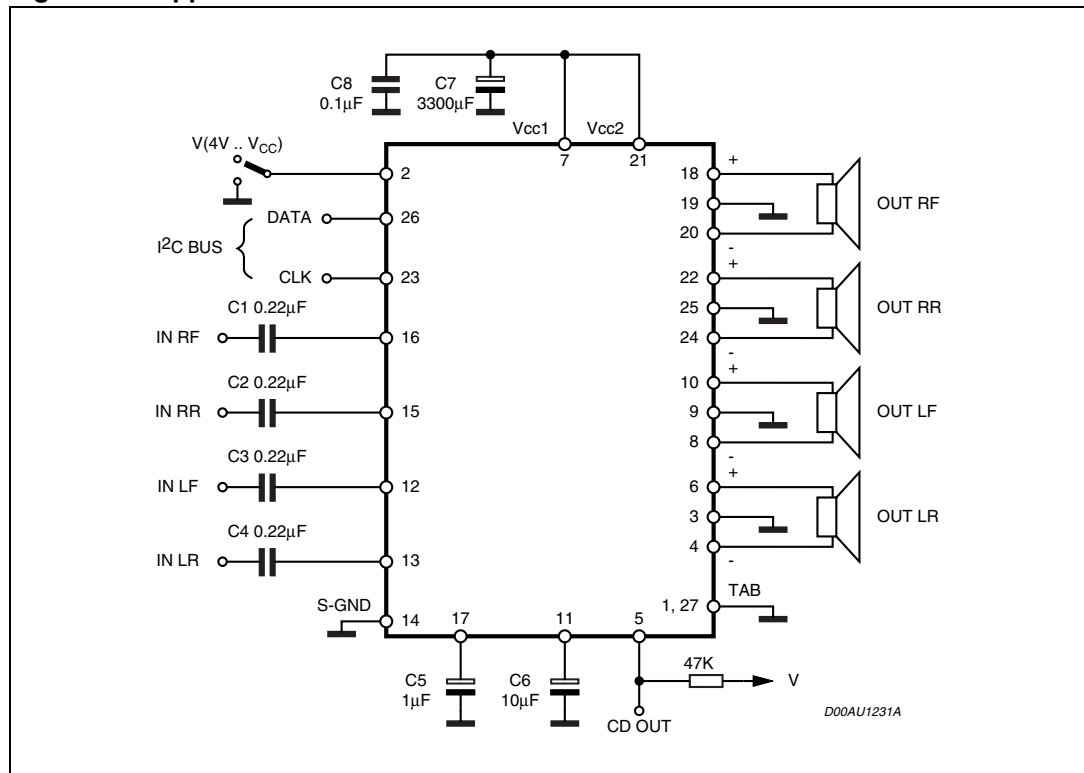 C8
0.1µF
C7
3300µF
Vcc1
Vcc2
7
21
V(4V .. VCC)
2
DATA
26
I2C BUS
CLK
23
C1 0.22µF
IN RF
16
C2 0.22µF
IN RR
15
C3 0.22µF
IN LF
12
C4 0.22µF
IN LR
13
S-GND
14
17
11
5
C5
1µF
C6
10µF
CD OUT
47K
V
18
+
19
OUT RF
20
-
+
22
25
OUT RR
24
-
+
10
9
OUT LF
8
-
+
6
3
OUT LR
4
-
TAB
1, 27
D00AU1231A